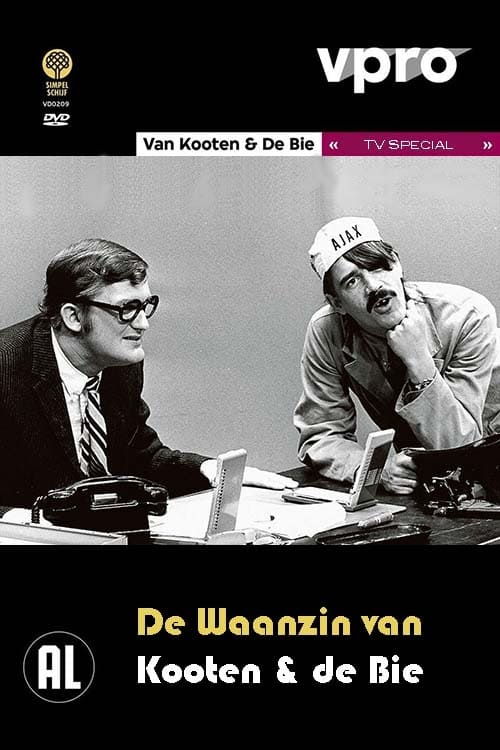 SIMPEL
SCHIJF
VD0209
DVD
vpro
Van Kooten & De Bie « TV SPECIAL »
AJAX
De Waanzin van
Kooten & de Bie
AL